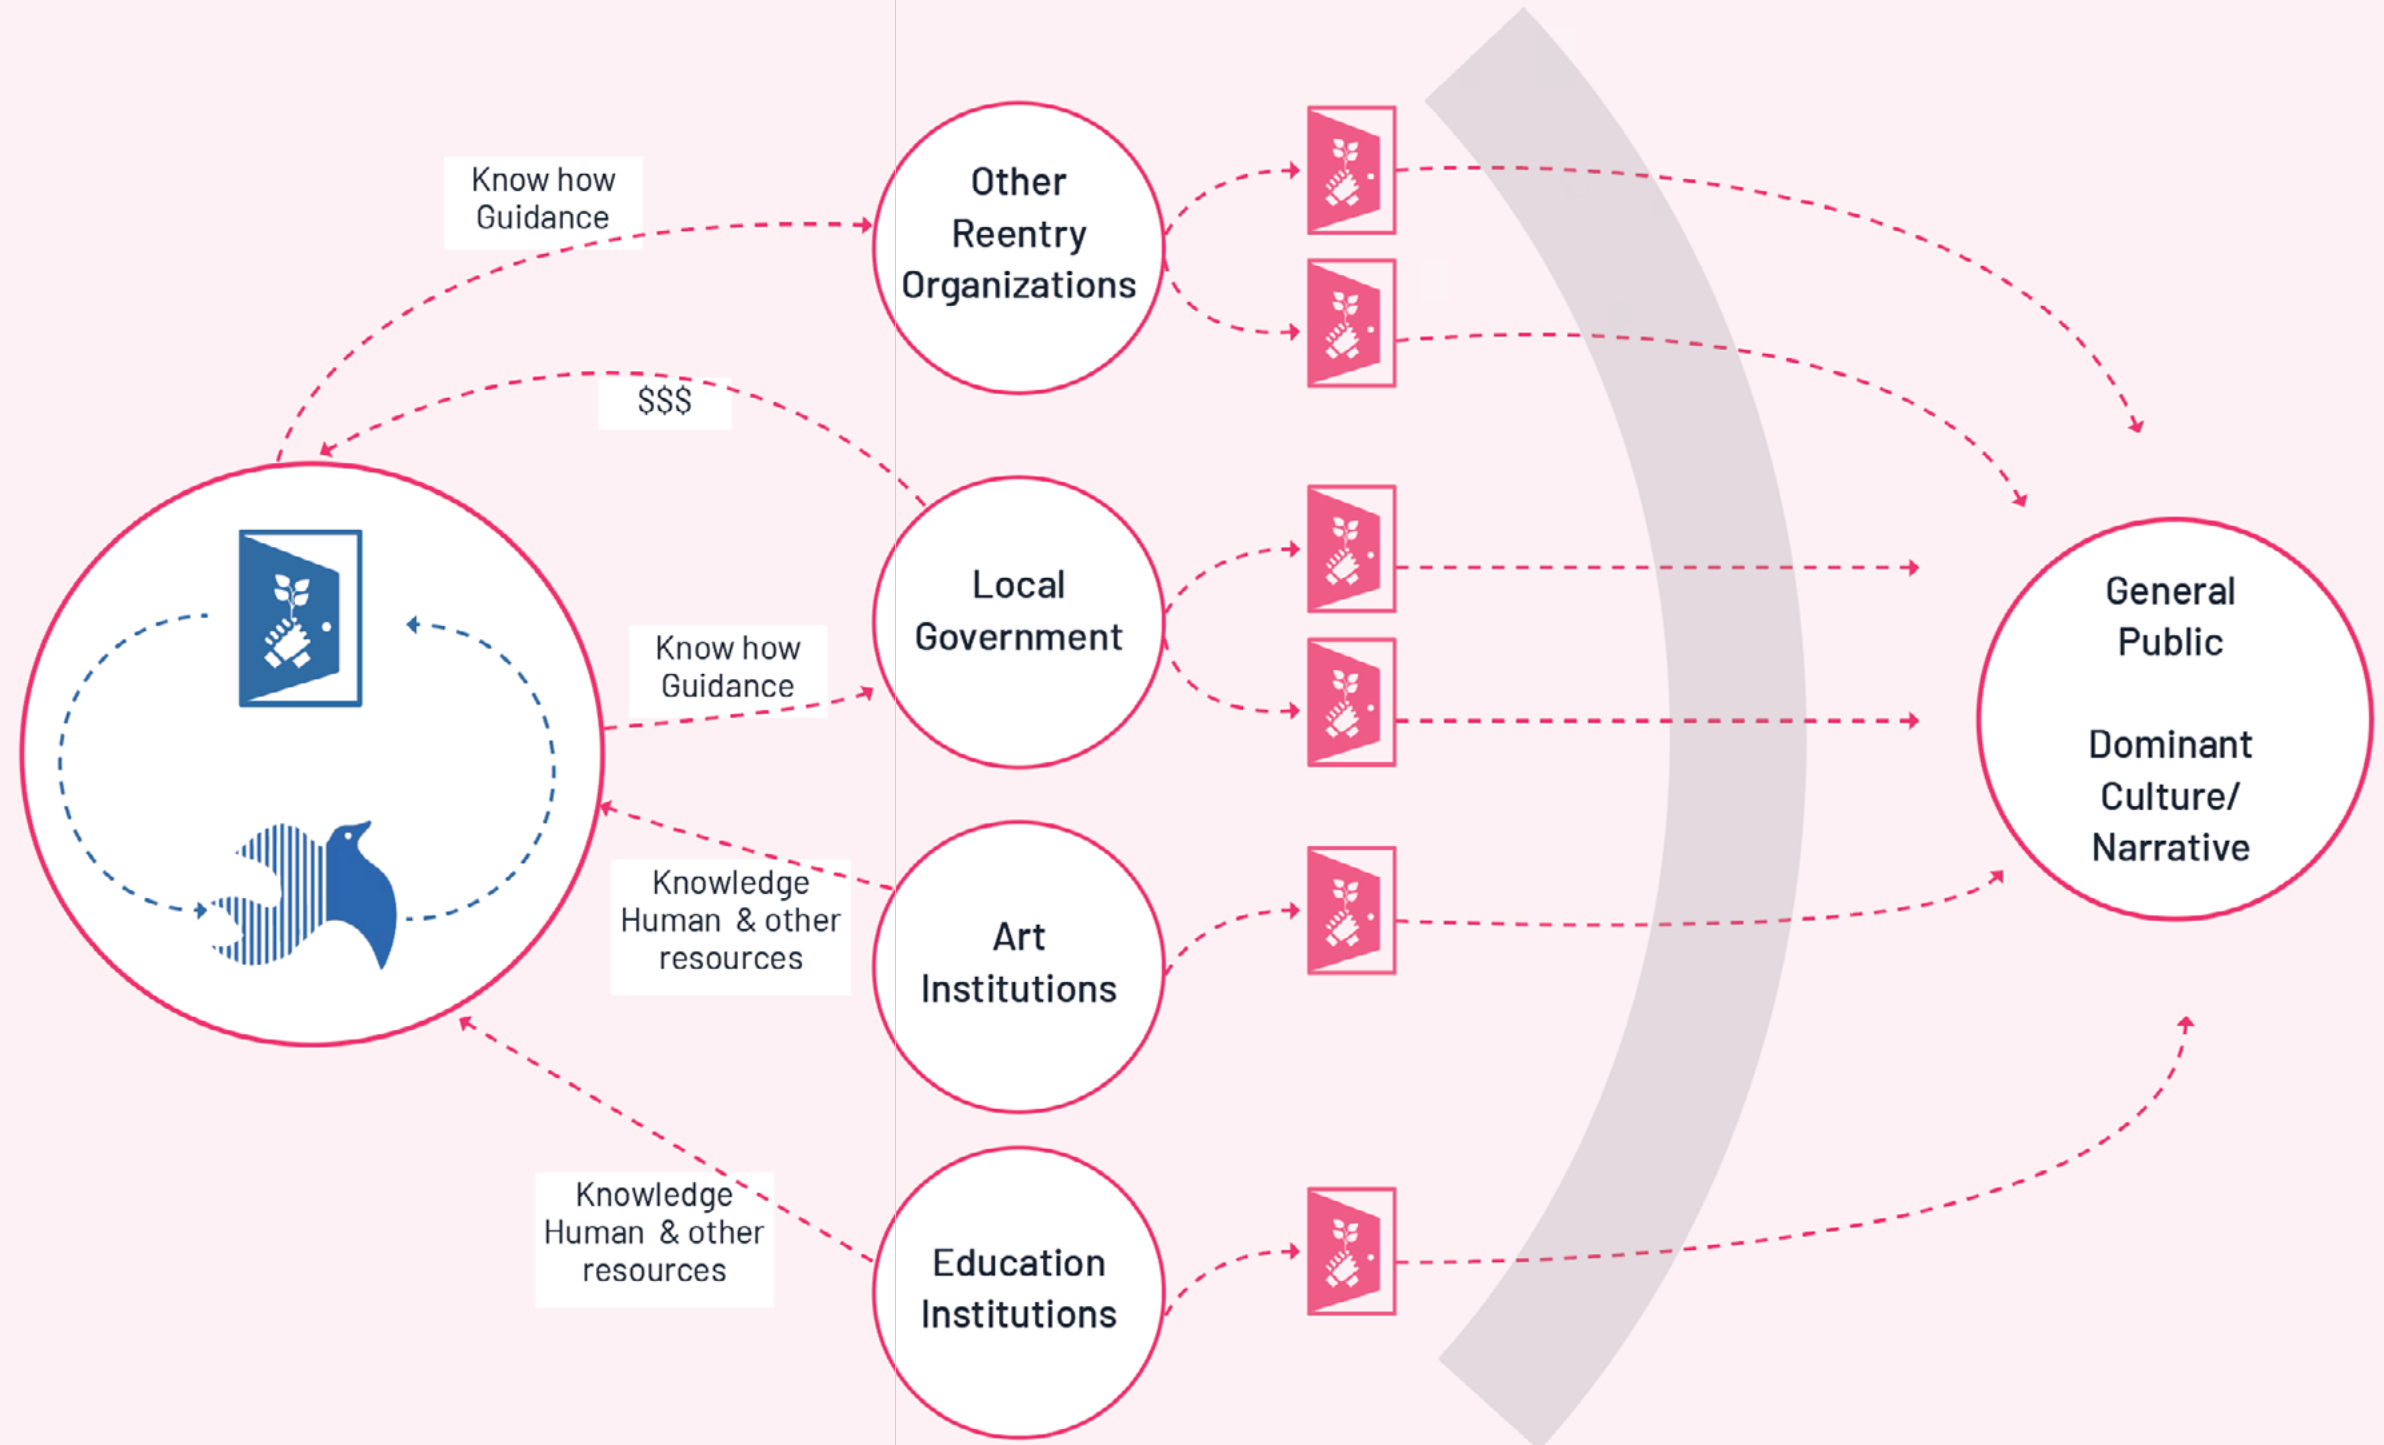 Know how
Guidance
Other
Reentry
Organizations
$$$
Local
Government
Know how
Guidance
General
Public
Dominant
Culture/
Narrative
Knowledge
Human & other
resources
Art
Institutions
Knowledge
Human & other
resources
Education
Institutions